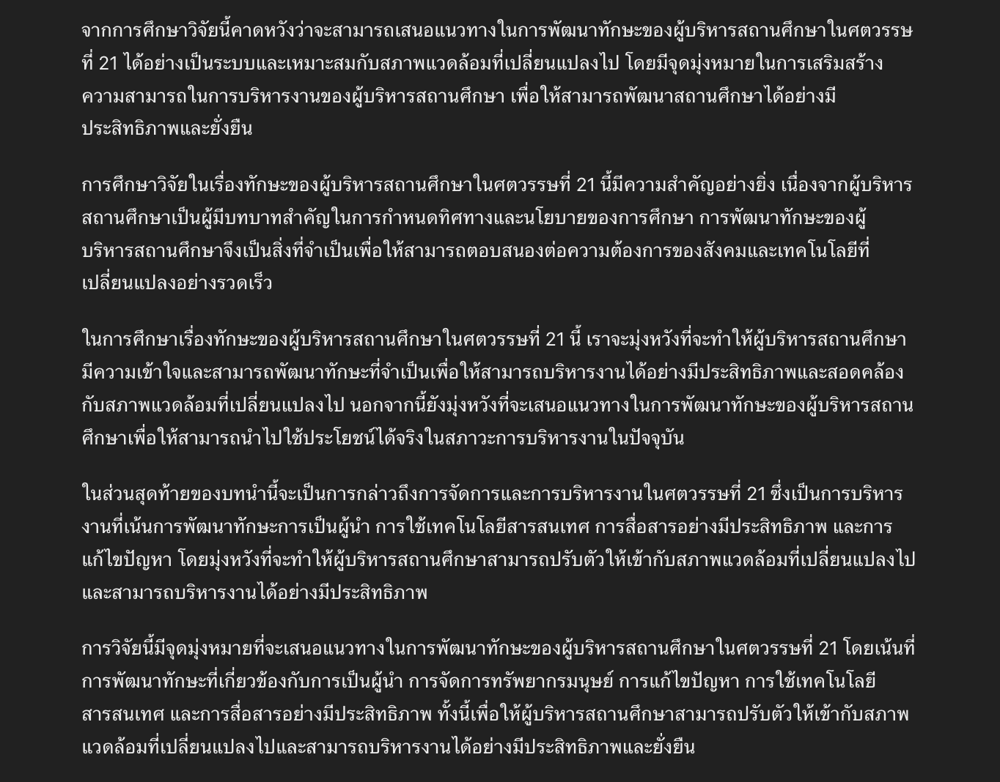 จากการศึกษาวิจัยนี้คาดหวังว่าจะสามารถเสนอแนวทางในการพัฒนาทักษะของผู้บริหารสถานศึกษาในศตวรรษ
ที่ 21 ได้อย่างเป็นระบบและเหมาะสมกับสภาพแวดล้อมที่เปลี่ยนแปลงไป โดยมีจุดมุ่งหมายในการเสริมสร้าง
ความสามารถในการบริหารงานของผู้บริหารสถานศึกษา เพื่อให้สามารถพัฒนาสถานศึกษาได้อย่างมี
ประสิทธิภาพและยั่งยืน
การศึกษาวิจัยในเรื่องทักษะของผู้บริหารสถานศึกษาในศตวรรษที่ 21 นี้มีความสำคัญอย่างยิ่ง เนื่องจากผู้บริหาร
สถานศึกษาเป็นผู้มีบทบาทสำคัญในการกำหนดทิศทางและนโยบายของการศึกษา การพัฒนาทักษะของผู้
บริหารสถานศึกษาจึงเป็นสิ่งที่จำเป็นเพื่อให้สามารถตอบสนองต่อความต้องการของสังคมและเทคโนโลยีที่
เปลี่ยนแปลงอย่างรวดเร็ว
ในการศึกษาเรื่องทักษะของผู้บริหารสถานศึกษาในศตวรรษที่ 21 นี้ เราจะมุ่งหวังที่จะทำให้ผู้บริหารสถานศึกษา
มีความเข้าใจและสามารถพัฒนาทักษะที่จำเป็นเพื่อให้สามารถบริหารงานได้อย่างมีประสิทธิภาพและสอดคล้อง
กับสภาพแวดล้อมที่เปลี่ยนแปลงไป นอกจากนี้ยังมุ่งหวังที่จะเสนอแนวทางในการพัฒนาทักษะของผู้บริหารสถาน
ศึกษาเพื่อให้สามารถนำไปใช้ประโยชน์ได้จริงในสภาวะการบริหารงานในปัจจุบัน
ในส่วนสุดท้ายของบทนำนี้จะเป็นการกล่าวถึงการจัดการและการบริหารงานในศตวรรษที่ 21 ซึ่งเป็นการบริหาร
งานที่เน้นการพัฒนาทักษะการเป็นผู้นำ การใช้เทคโนโลยีสารสนเทศ การสื่อสารอย่างมีประสิทธิภาพ และการ
แก้ไขปัญหา โดยมุ่งหวังที่จะทำให้ผู้บริหารสถานศึกษาสามารถปรับตัวให้เข้ากับสภาพแวดล้อมที่เปลี่ยนแปลงไป
และสามารถบริหารงานได้อย่างมีประสิทธิภาพ
การวิจัยนี้มีจุดมุ่งหมายที่จะเสนอแนวทางในการพัฒนาทักษะของผู้บริหารสถานศึกษาในศตวรรษที่ 21 โดยเน้นที่
การพัฒนาทักษะที่เกี่ยวข้องกับการเป็นผู้นำ การจัดการทรัพยากรมนุษย์ การแก้ไขปัญหา การใช้เทคโนโลยี
สารสนเทศ และการสื่อสารอย่างมีประสิทธิภาพ ทั้งนี้เพื่อให้ผู้บริหารสถานศึกษาสามารถปรับตัวให้เข้ากับสภาพ
แวดล้อมที่เปลี่ยนแปลงไปและสามารถบริหารงานได้อย่างมีประสิทธิภาพและยั่งยืน